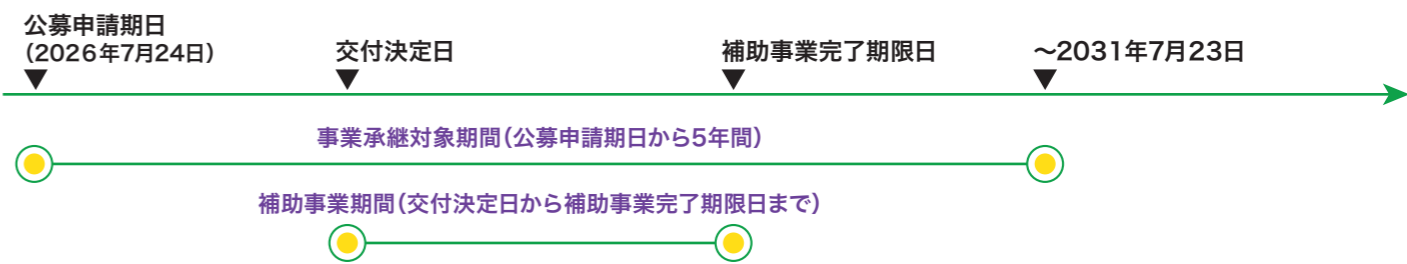 公募申請期日
（2026年7月24日）
交付決定日
補助事業完了期限日
～2031年7月23日
事業承継対象期間（公募申請期日から5年間）
補助事業期間（交付決定日から補助事業完了期限日まで）